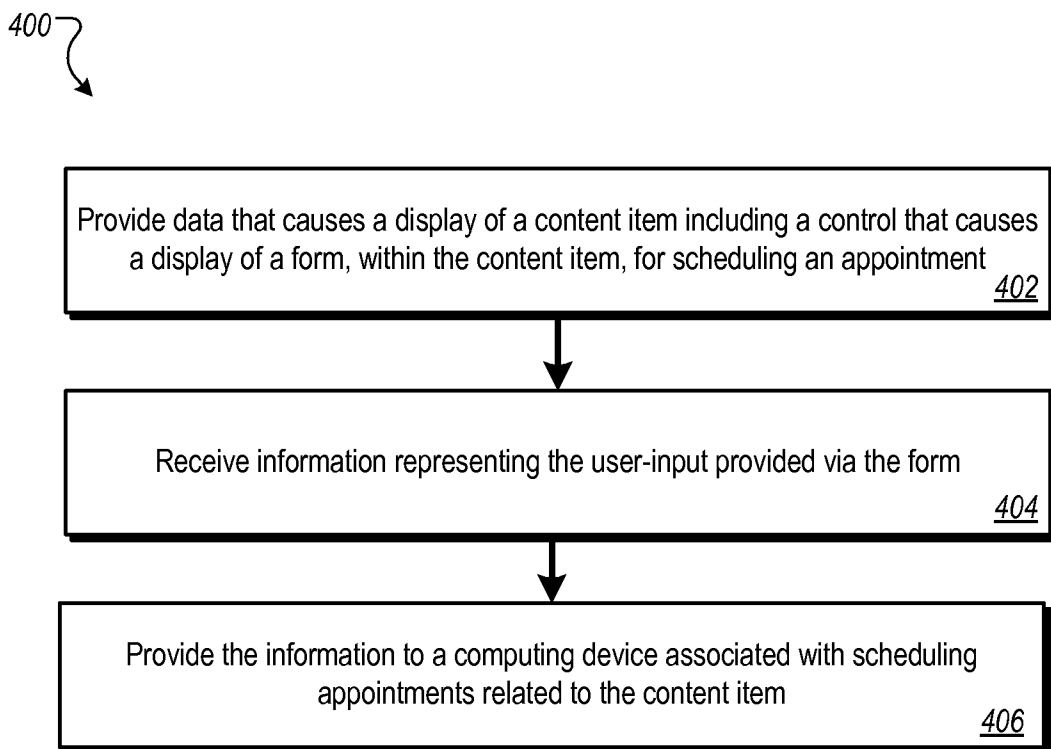 400
Provide data that causes a display of a content item including a control that causes
a display of a form, within the content item, for scheduling an appointment
402
Receive information representing the user-input provided via the form
404
Provide the information to a computing device associated with scheduling
appointments related to the content item
406